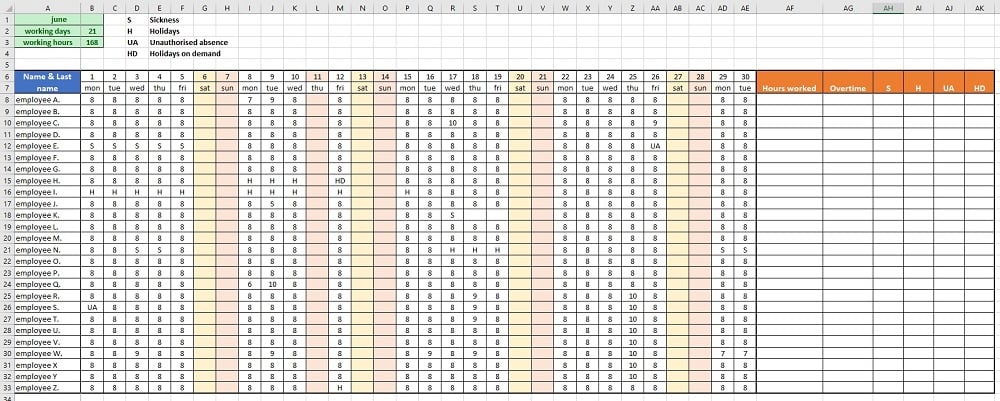 A B C D E F G H I J K L M N O P Q R S T U V W X Y Z AA AB AC AD AE AF AG AH AI AJ AK
1 june S Sickness
2 working days 21 H Holidays
3 working hours 168 UA Unauthorised absence
4 HD Holidays on demand
5
6 Name & Last 1 2 3 4 5 6 7 8 9 10 11 12 13 14 15 16 17 18 19 20 21 22 23 24 25 26 27 28 29 30
7 name mon tue wed thu fri sat sun mon tue wed thu fri sat sun mon tue wed thu fri sat sun mon tue wed thu fri sat sun mon tue Hours worked Overtime S H UA HD
8 employee A. 8 8 8 8 8 7 9 8 8 8 8 8 8 8 8 8 8 8 8 8 8
9 employee B. 8 8 8 8 8 8 8 8 8 8 8 8 8 8 8 8 8 8 8 8 8
10 employee C. 8 8 8 8 8 8 8 8 8 8 8 10 8 8 8 8 8 8 9 8 8
11 employee D. 8 8 8 8 8 8 8 8 8 8 8 8 8 8 8 8 8 8 8 8 8
12 employee E. S S S S S 8 8 8 8 8 8 8 8 8 8 8 8 8 UA 8 8
13 employee F. 8 8 8 8 8 8 8 8 8 8 8 8 8 8 8 8 8 8 8 8 8
14 employee G. 8 8 8 8 8 8 8 8 8 8 8 8 8 8 8 8 8 8 8 8 8
15 employee H. 8 8 8 8 8 H H H HD 8 8 8 8 8 8 8 8 8 8 8 8
16 employee I. H H H H H H H H H H 8 8 8 8 8 8 8 8 8 8 8
17 employee J. 8 8 8 8 8 8 S 8 8 8 8 8 8 8 8 8 8 8 8 8 8
18 employee K. 8 8 8 8 8 8 8 8 8 8 8 S 8 8 8 8 8 8 8
19 employee L. 8 8 8 8 8 8 8 8 8 8 8 8 8 8 8 8 8 8 8 8 8
20 employee M. 8 8 8 8 8 8 8 8 8 8 8 8 8 8 8 8 8 8 8 8 8
21 employee N. 8 8 S S 8 8 8 8 8 8 8 H H H 8 8 8 8 8 S S
22 employee O. 8 8 8 8 8 8 8 8 8 8 8 8 8 8 8 8 8 8 8 8 8
23 employee P. 8 8 8 8 8 8 8 8 8 8 8 8 8 8 8 8 8 8 8 8 8
24 employee Q. 8 8 8 8 8 6 10 8 8 8 8 8 8 8 8 8 8 8 8 8 8
25 employee R. 8 8 8 8 8 8 8 8 8 8 8 8 9 8 8 8 8 10 8 8 8
26 employee S. UA 8 8 8 8 8 8 8 8 8 8 8 9 8 8 8 8 10 8 8 8
27 employee T. 8 8 8 8 8 8 8 8 8 8 8 8 9 8 8 8 8 10 8 8 8
28 employee U. 8 8 8 8 8 8 8 8 8 8 8 8 8 8 8 8 8 10 8 8 8
29 employee V. 8 8 8 8 8 8 8 8 8 8 8 8 8 8 8 8 8 10 8 8 8
30 employee W. 8 8 9 8 8 8 9 8 8 8 9 8 9 8 8 8 8 10 8 7 7
31 employee X 8 8 8 8 8 8 8 8 8 8 8 8 8 8 8 8 8 10 8 8 8
32 employee Y 8 8 8 8 8 8 8 8 8 8 8 8 8 8 8 8 8 10 8 8 8
33 employee Z. 8 8 8 8 8 8 8 8 H 8 8 8 8 8 8 8 8 8 8 8 8
34